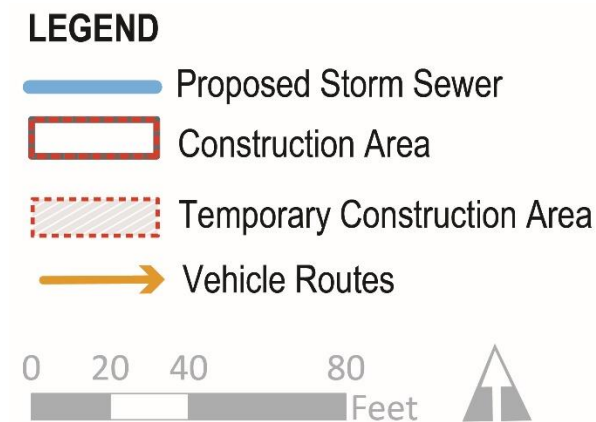 LEGEND
Proposed Storm Sewer
Construction Area
Temporary Construction Area
Vehicle Routes
0 20 40 80
Feet